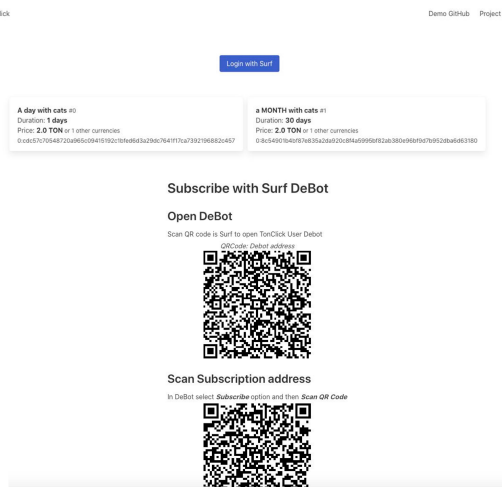 lick
Demo GitHub Project
Login with Surf
A day with cats #0
Duration: 1 days
Price: 2.0 TON or 1 other currencies
0:cdc57c70548720a965c09415192c1bfed6d3a29dc7641f17ca7392196882c457
a MONTH with cats #1
Duration: 30 days
Price: 2.0 TON or 1 other currencies
0:8c54901b4bf87e835a2da920c8f4a5995bf82ab380e96bf9d7b952dba6d63180
Subscribe with Surf DeBot
Open DeBot
Scan QR code is Surf to open TonClick User Debot
QRCode: Debot address
Scan Subscription address
In DeBot select Subscribe option and then Scan QR Code